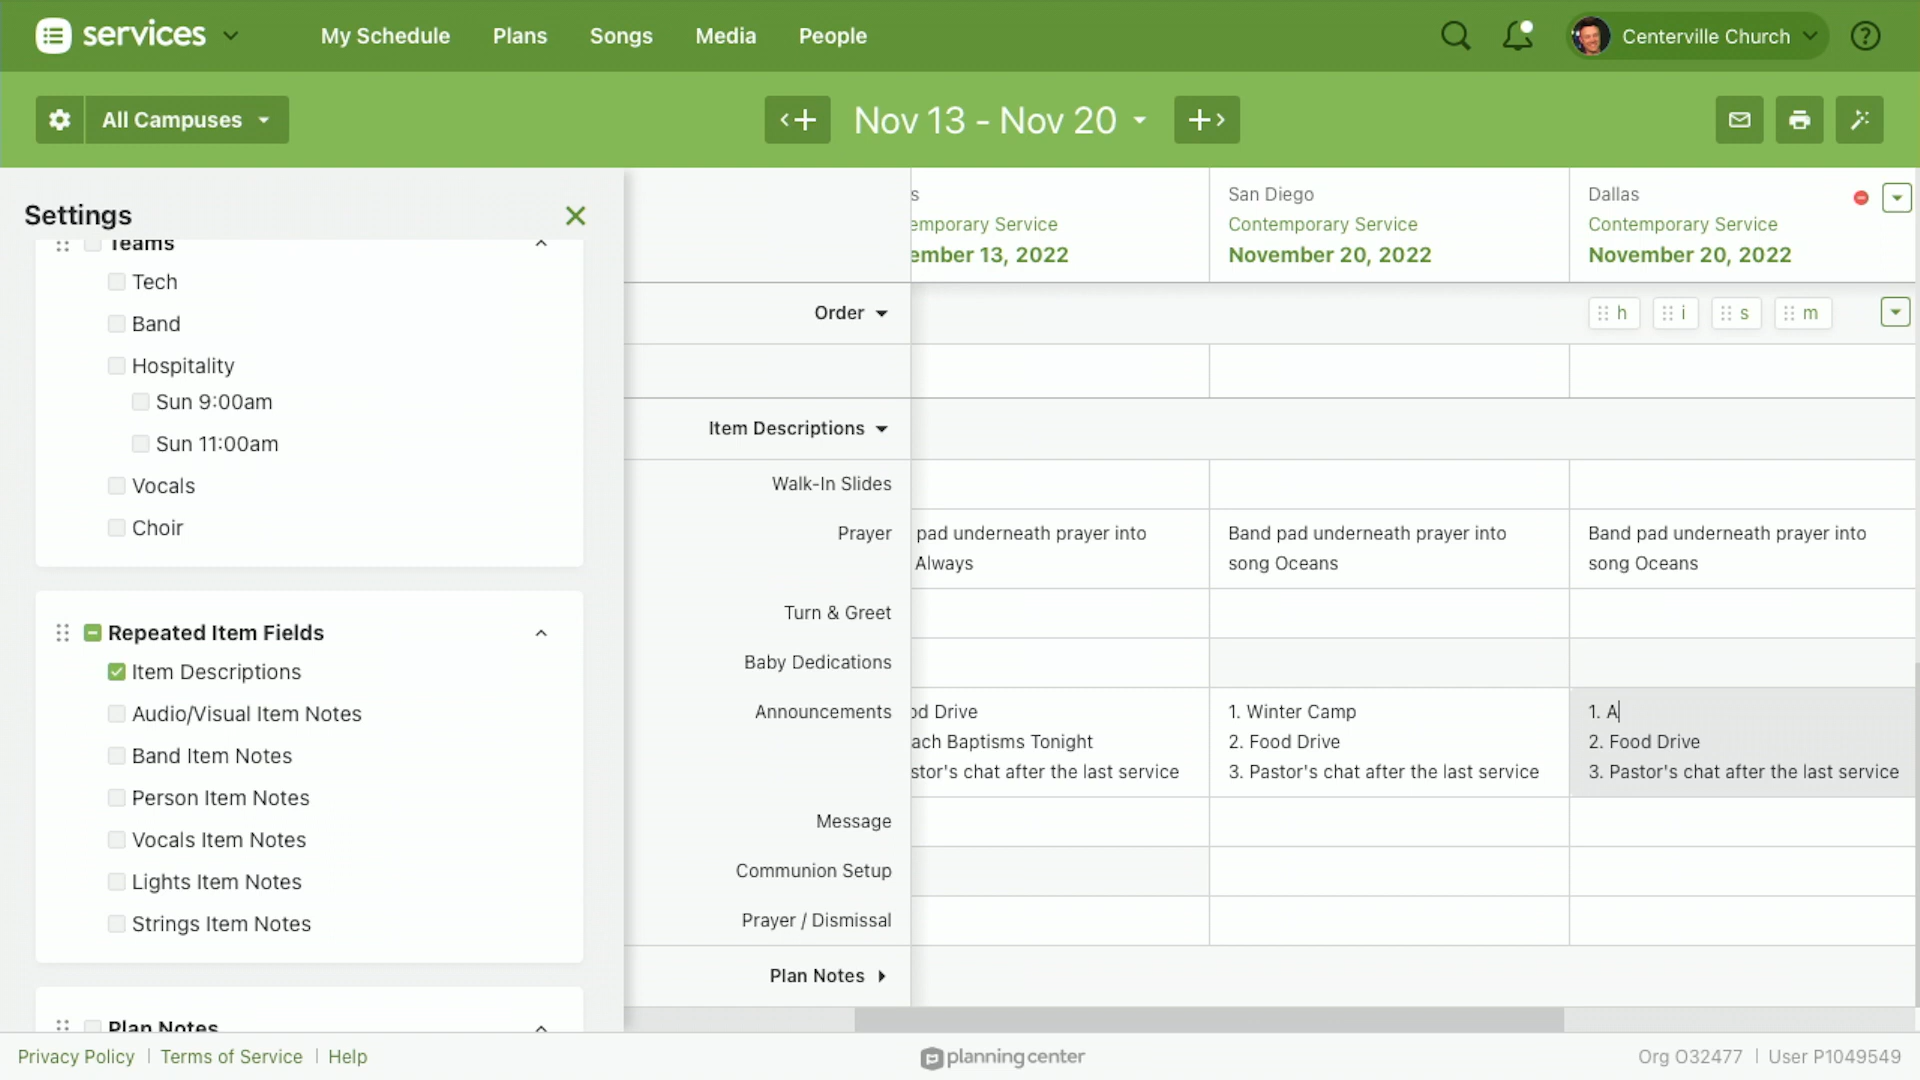 services
My Schedule
Plans
Songs
Media
People
Centerville Church
All Campuses
Nov 13 - Nov 20
Settings
Teams
Tech
Band
Hospitality
Sun 9:00am
Sun 11:00am
Vocals
Choir
Repeated Item Fields
Item Descriptions
Audio/Visual Item Notes
Band Item Notes
Person Item Notes
Vocals Item Notes
Lights Item Notes
Strings Item Notes
Plan Notes
s
emporary Service
ember 13, 2022
San Diego
Contemporary Service
November 20, 2022
Dallas
Contemporary Service
November 20, 2022
Order
h
i
s
m
Item Descriptions
Walk-In Slides
Prayer
pad underneath prayer into
Always
Band pad underneath prayer into
song Oceans
Band pad underneath prayer into
song Oceans
Turn & Greet
Baby Dedications
Announcements
od Drive
ach Baptisms Tonight
stor's chat after the last service
1. Winter Camp
2. Food Drive
3. Pastor's chat after the last service
1. A
2. Food Drive
3. Pastor's chat after the last service
Message
Communion Setup
Prayer / Dismissal
Plan Notes
Privacy Policy
Terms of Service
Help
planning center
Org O32477
User P1049549